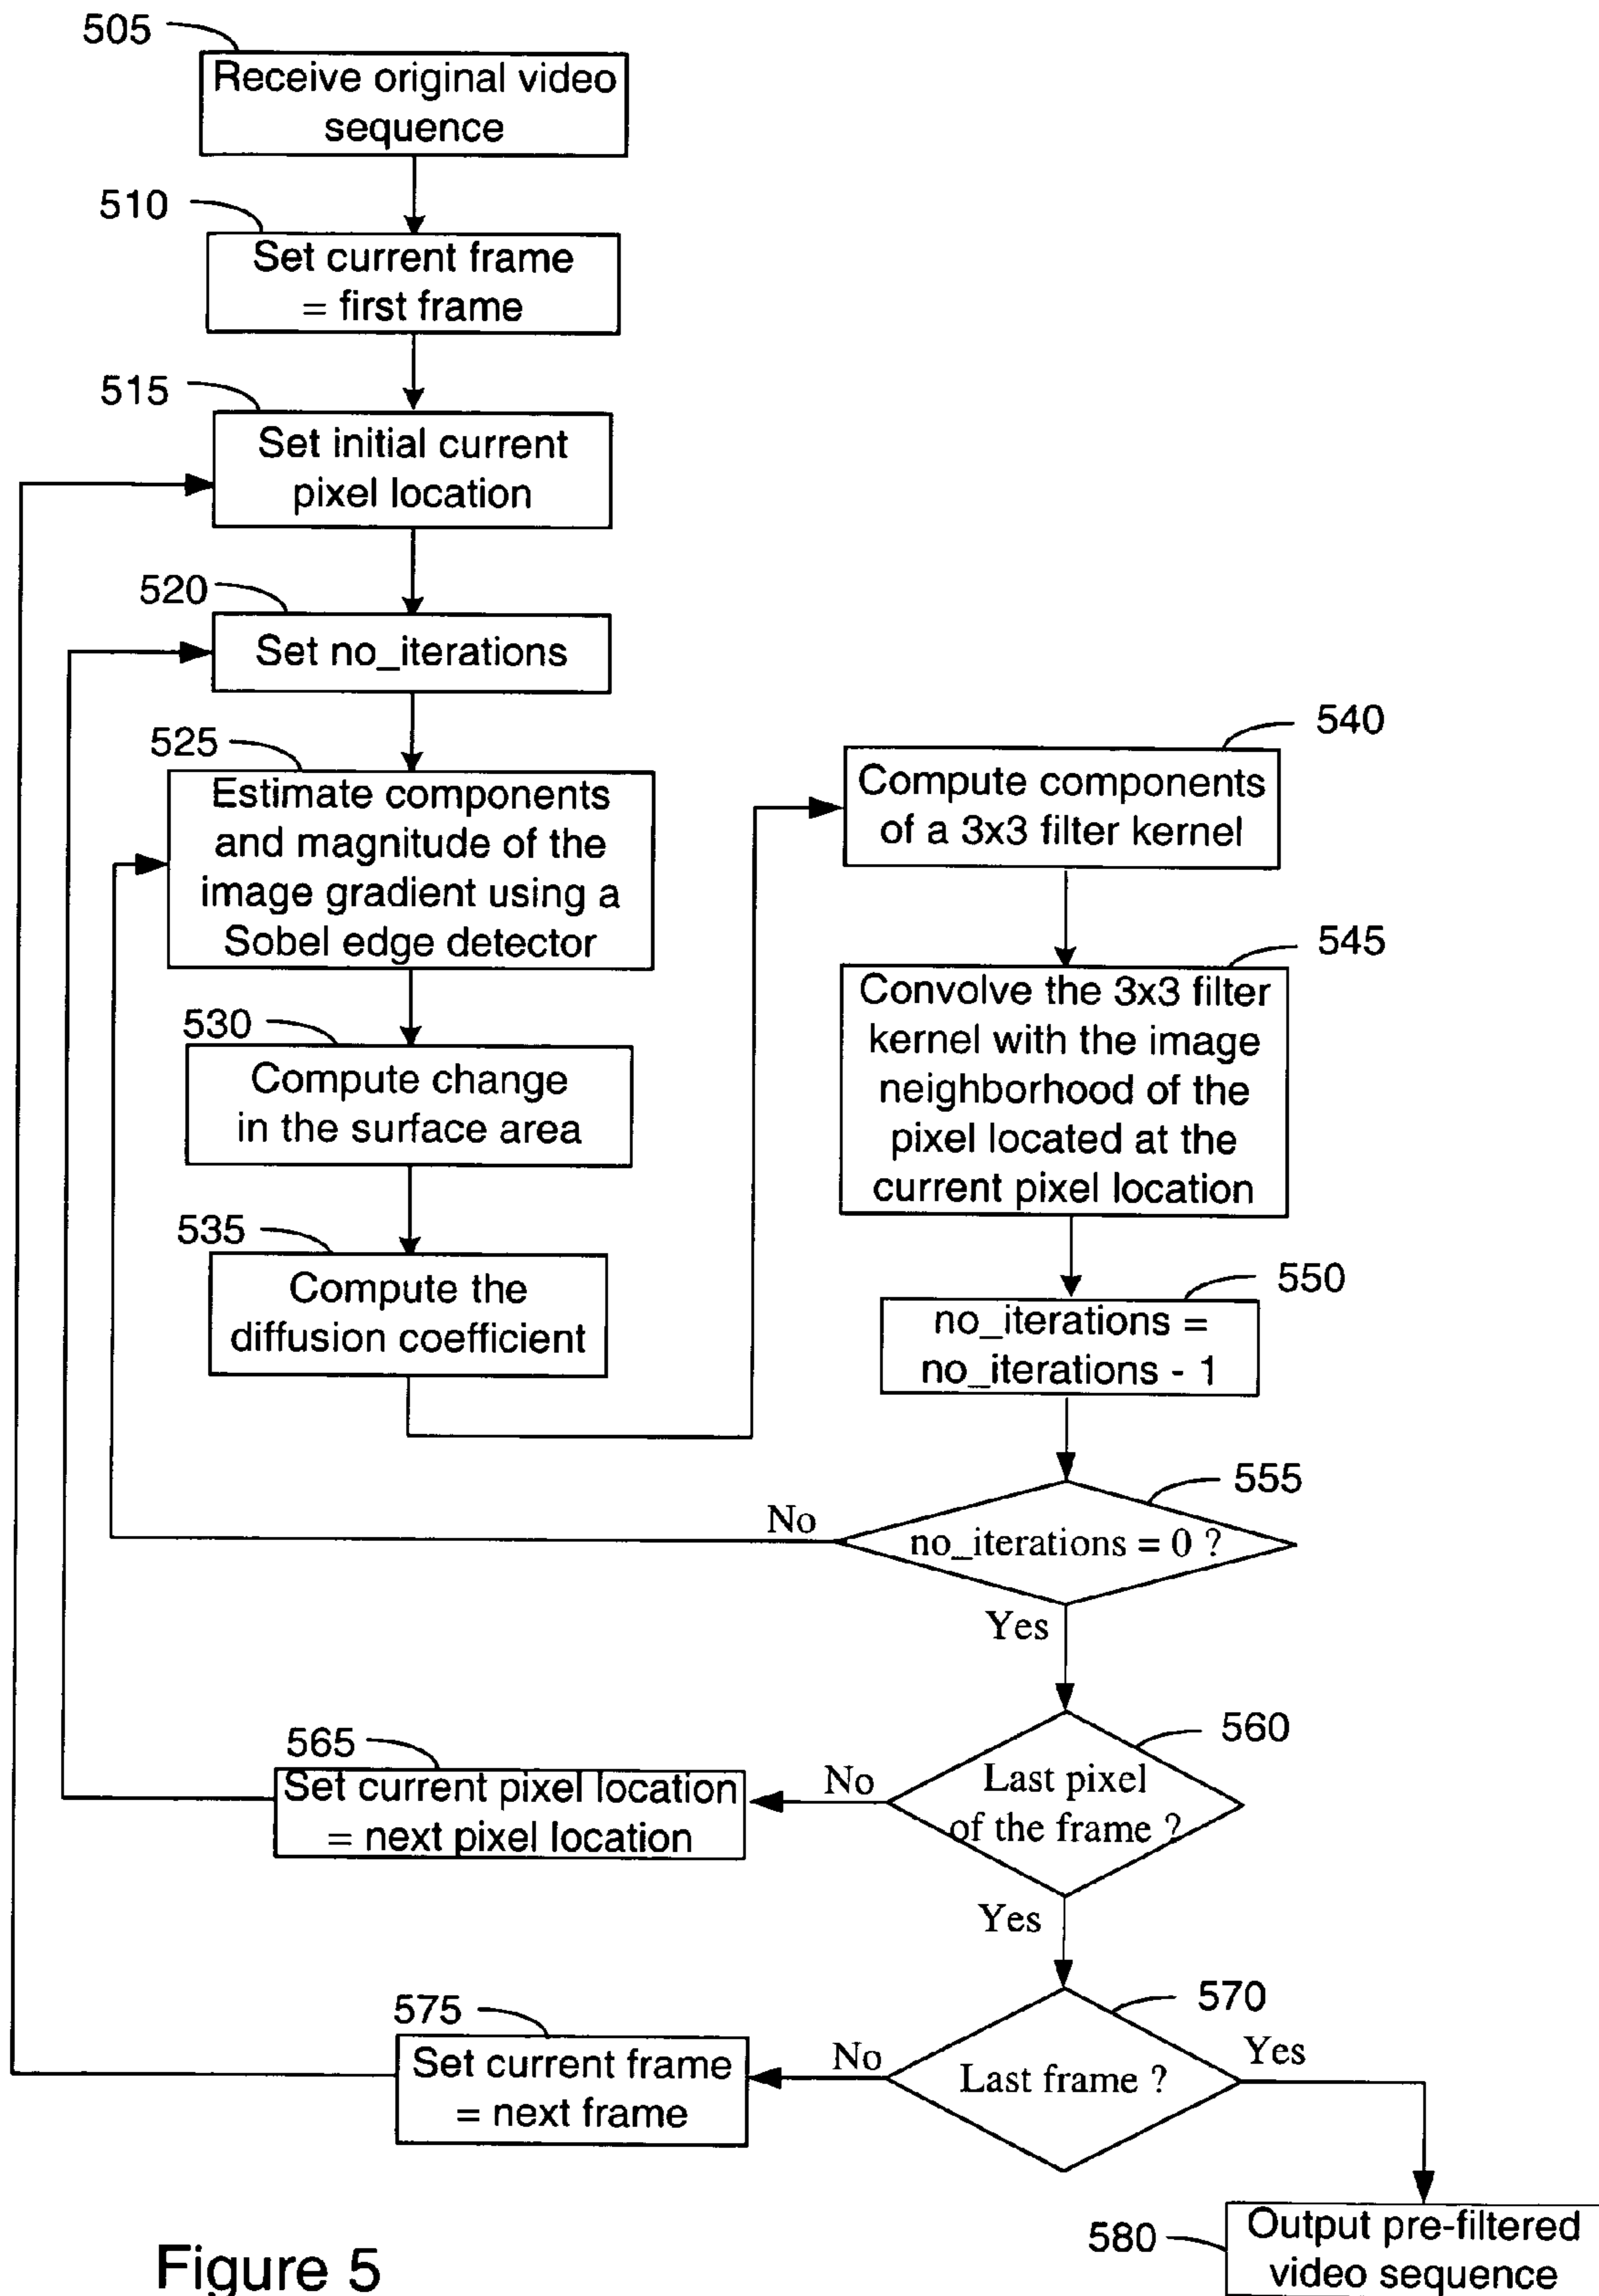 505
Receive original video
sequence
510
Set current frame
= first frame
515
Set initial current
pixel location
520
Set no_iterations
525
Estimate components
and magnitude of the
image gradient using a
Sobel edge detector
530
Compute change
in the surface area
535
Compute the
diffusion coefficient
540
Compute components
of a 3x3 filter kernel
545
Convolve the 3x3 filter
kernel with the image
neighborhood of the
pixel located at the
current pixel location
550
no_iterations =
no_iterations - 1
555
no_iterations = 0 ?
No
Yes
560
Last pixel
of the frame ?
No
565
Set current pixel location
= next pixel location
Yes
570
Last frame ?
No
575
Set current frame
= next frame
Yes
580
Output pre-filtered
video sequence
Figure 5